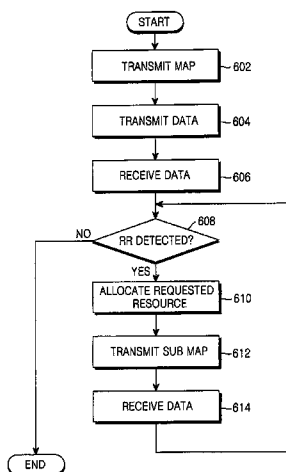 START
TRANSMIT MAP
602
TRANSMIT DATA
604
RECEIVE DATA
606
608
NO
RR DETECTED?
YES
ALLOCATE REQUESTED
RESOURCE
610
TRANSMIT SUB MAP
612
RECEIVE DATA
614
END